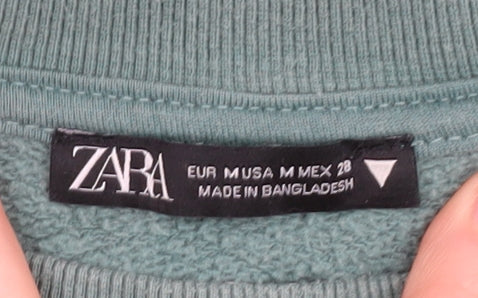 ZARA
EUR M USA M MEX 28
MADE IN BANGLADESH